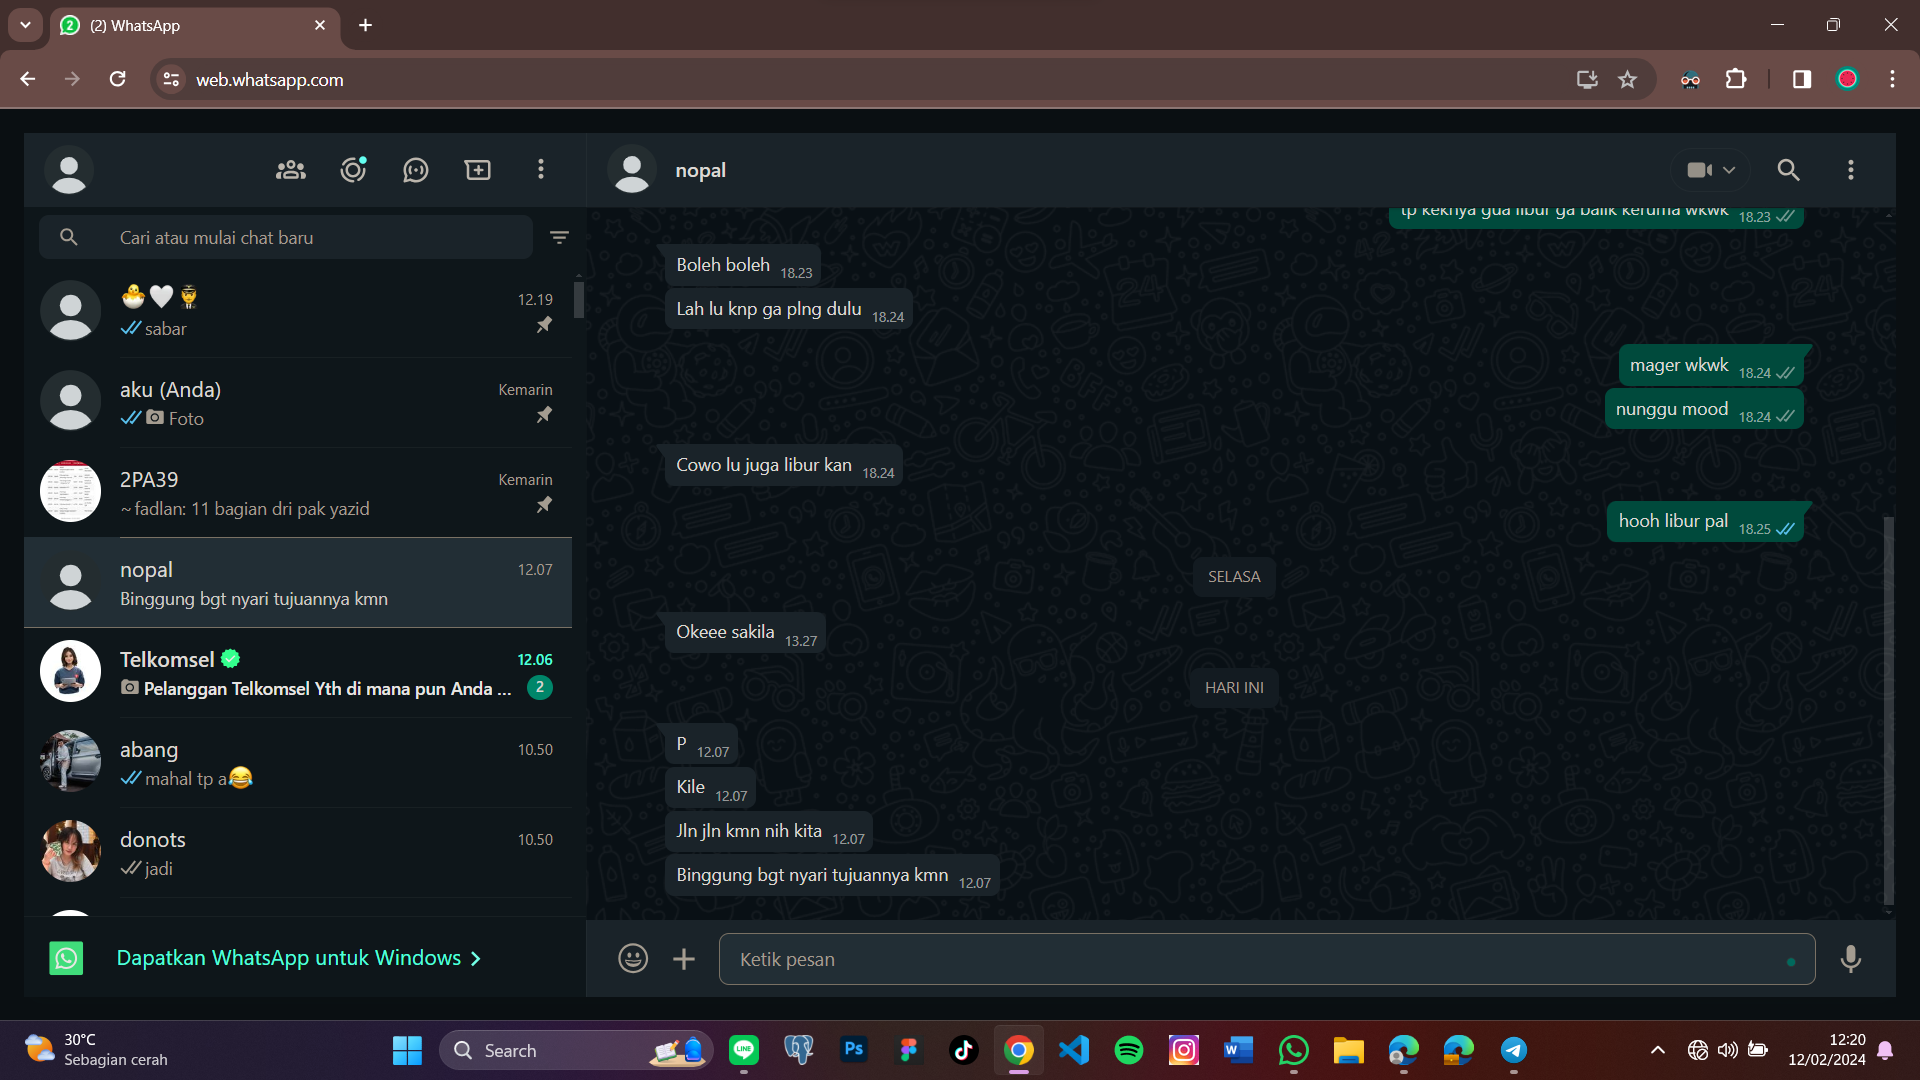 (2) WhatsApp
web.whatsapp.com
Cari atau mulai chat baru
12.19
sabar
aku (Anda)
Kemarin
Foto
2PA39
Kemarin
~fadlan: 11 bagian dri pak yazid
nopal
12.07
Binggung bgt nyari tujuannya kmn
Telkomsel
12.06
Pelanggan Telkomsel Yth di mana pun Anda ...
2
abang
10.50
mahal tp a😂
donots
10.50
jadi
Dapatkan WhatsApp untuk Windows
nopal
tp keknya gua libur ga balik keruma wkwk 18.23
Boleh boleh 18.23
Lah lu knp ga plng dulu 18.24
mager wkwk 18.24
nunggu mood 18.24
Cowo lu juga libur kan 18.24
hooh libur pal 18.25
SELASA
Okeee sakila 13.27
HARI INI
P 12.07
Kile 12.07
Jln jln kmn nih kita 12.07
Binggung bgt nyari tujuannya kmn 12.07
Ketik pesan
30°C
Sebagian cerah
Search
12:20
12/02/2024